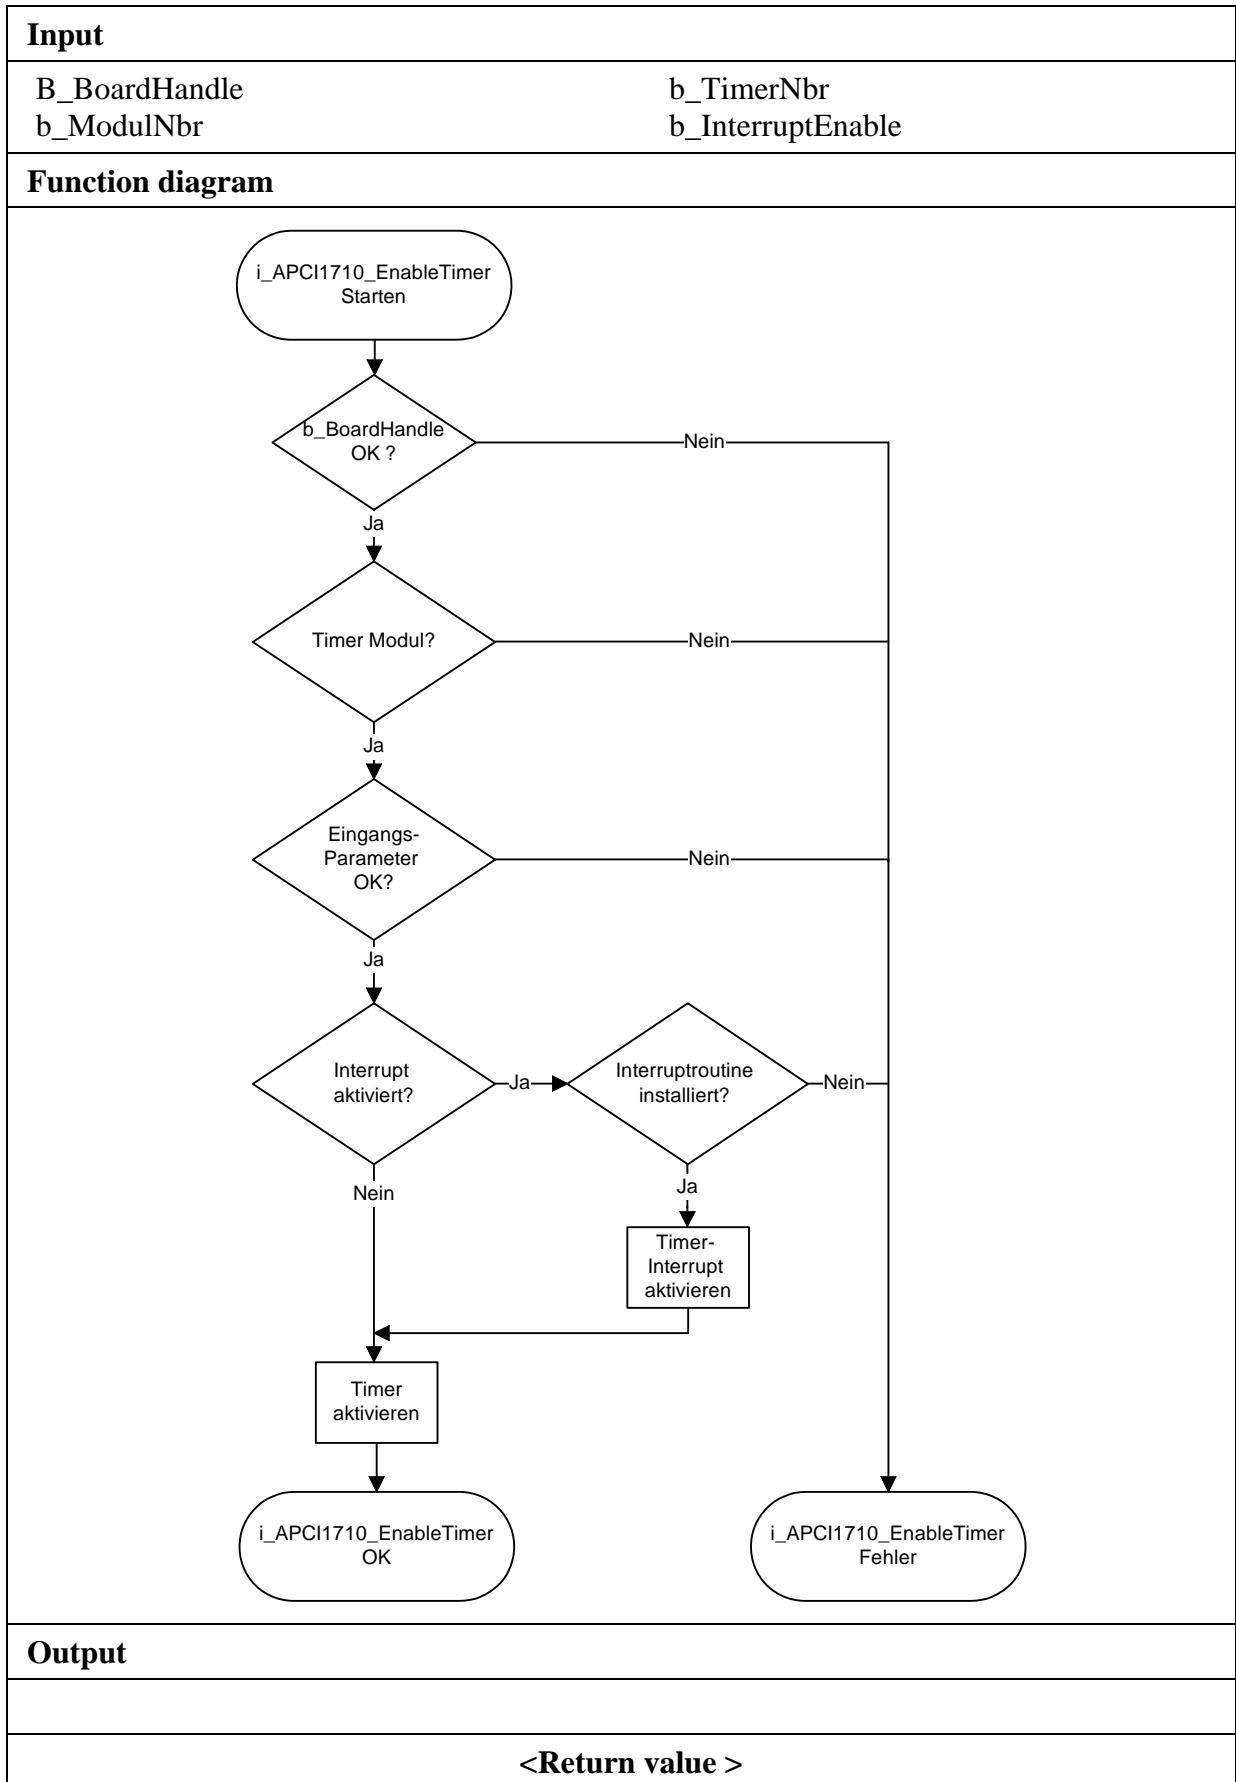 Input
B_BoardHandle
b_TimerNbr
b_ModulNbr
b_InterruptEnable
Function diagram
i_APCI1710_EnableTimer
Starten
b_BoardHandle
OK ?
Nein
Ja
Timer Modul?
Nein
Ja
Eingangs-
Parameter
OK?
Nein
Ja
Interrupt
aktiviert?
Ja
Interruptroutine
installiert?
Nein
Nein
Ja
Timer-
Interrupt
aktivieren
Timer
aktivieren
i_APCI1710_EnableTimer
OK
i_APCI1710_EnableTimer
Fehler
Output
<Return value >